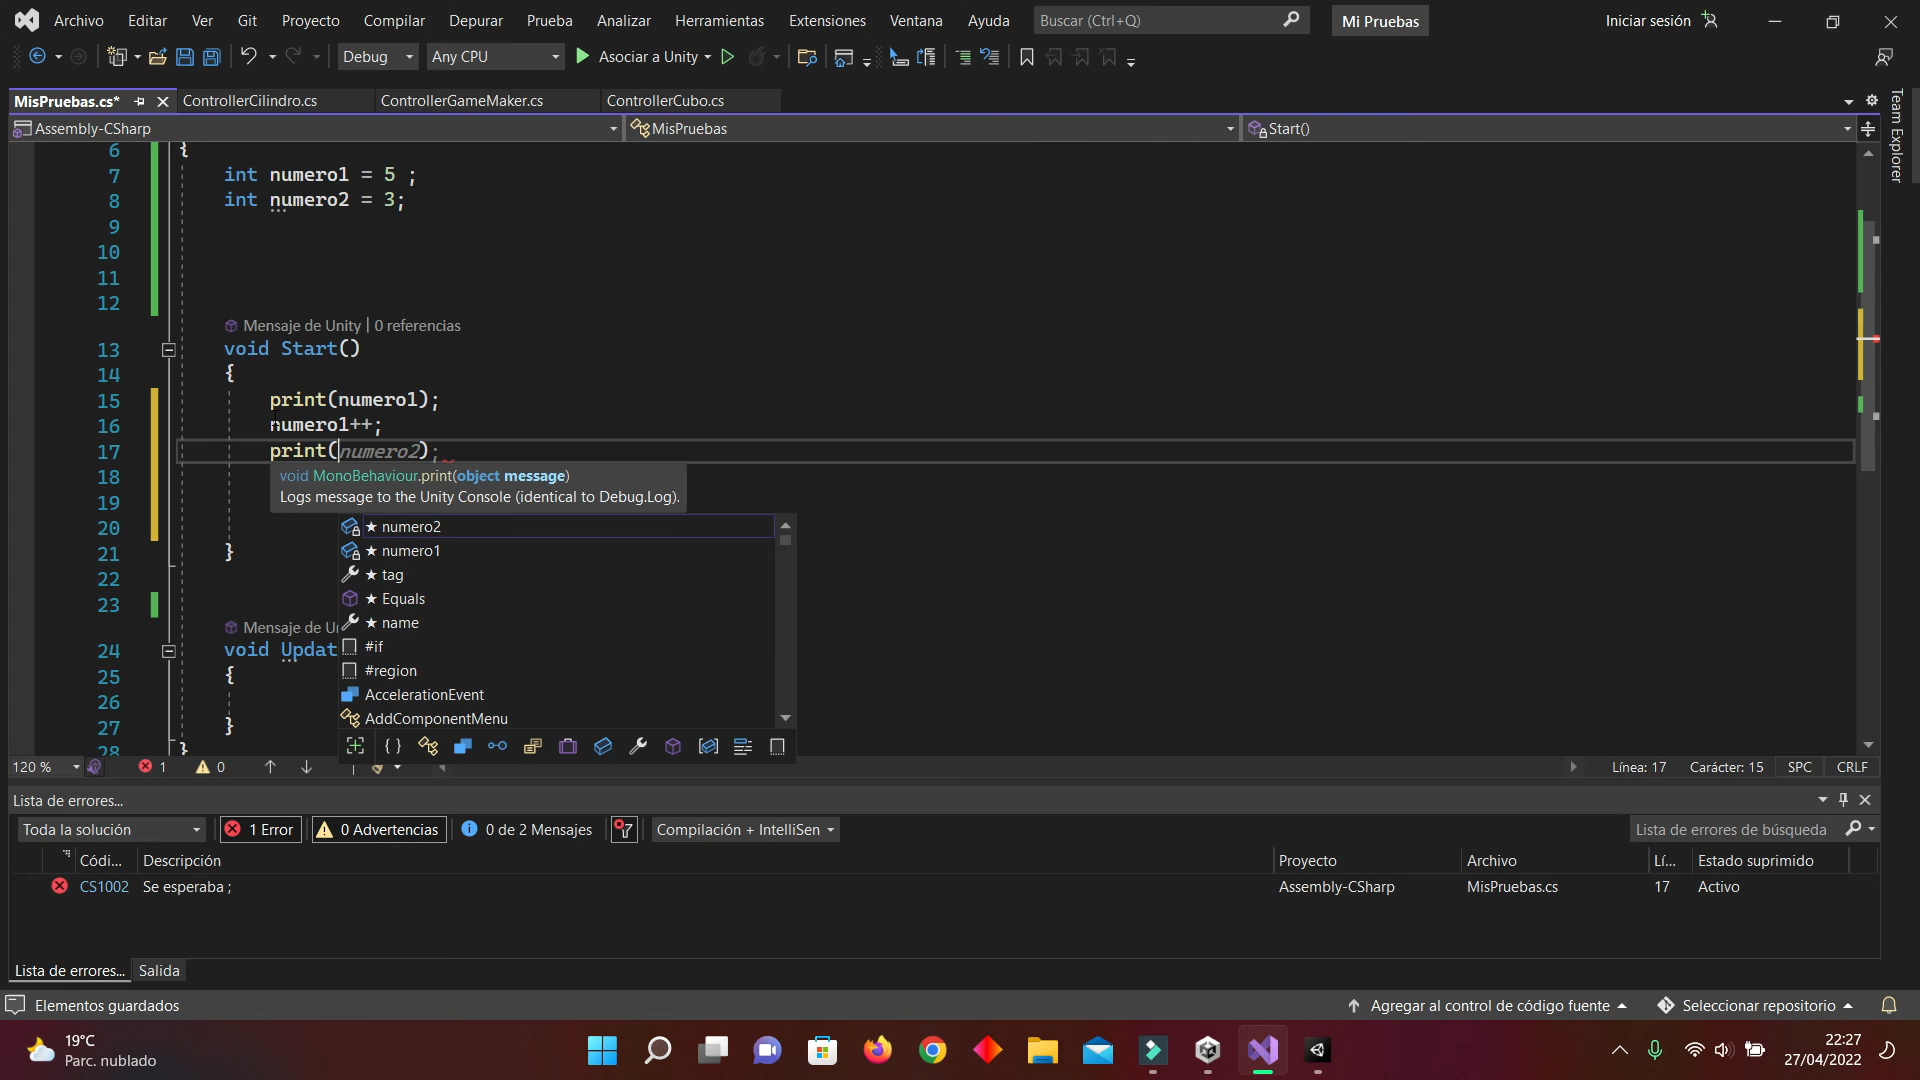 Archivo Editar Ver Git Proyecto Compilar Depurar Prueba Analizar Herramientas Extensiones Ventana Ayuda Buscar (Ctrl+Q) Mi Pruebas Iniciar sesión
Debug Any CPU Asociar a Unity
MisPruebas.cs* ControllerCilindro.cs ControllerGameMaker.cs ControllerCubo.cs
Team Explorer
Assembly-CSharp MisPruebas Start()
6 {
7 int numero1 = 5 ;
8 int numero2 = 3;
9
10
11
12
Mensaje de Unity | 0 referencias
13 void Start()
14 {
15 print(numero1);
16 numero1++;
17 print(numero2);
void MonoBehaviour.print(object message)
18
Logs message to the Unity Console (identical to Debug.Log).
19
20 ★ numero2
21 } ★ numero1
22 ★ tag
23 ★ Equals
Mensaje de Un ★ name
24 void Updat #if
25 { #region
26 AccelerationEvent
27 } AddComponentMenu
28 }
120 % 1 0 Línea: 17 Carácter: 15 SPC CRLF
Lista de errores...
Toda la solución 1 Error 0 Advertencias 0 de 2 Mensajes Compilación + IntelliSen Lista de errores de búsqueda
Códi... Descripción Proyecto Archivo Lí... Estado suprimido
CS1002 Se esperaba ; Assembly-CSharp MisPruebas.cs 17 Activo
Lista de errores... Salida
Elementos guardados Agregar al control de código fuente Seleccionar repositorio
19°C
Parc. nublado
22:27
27/04/2022